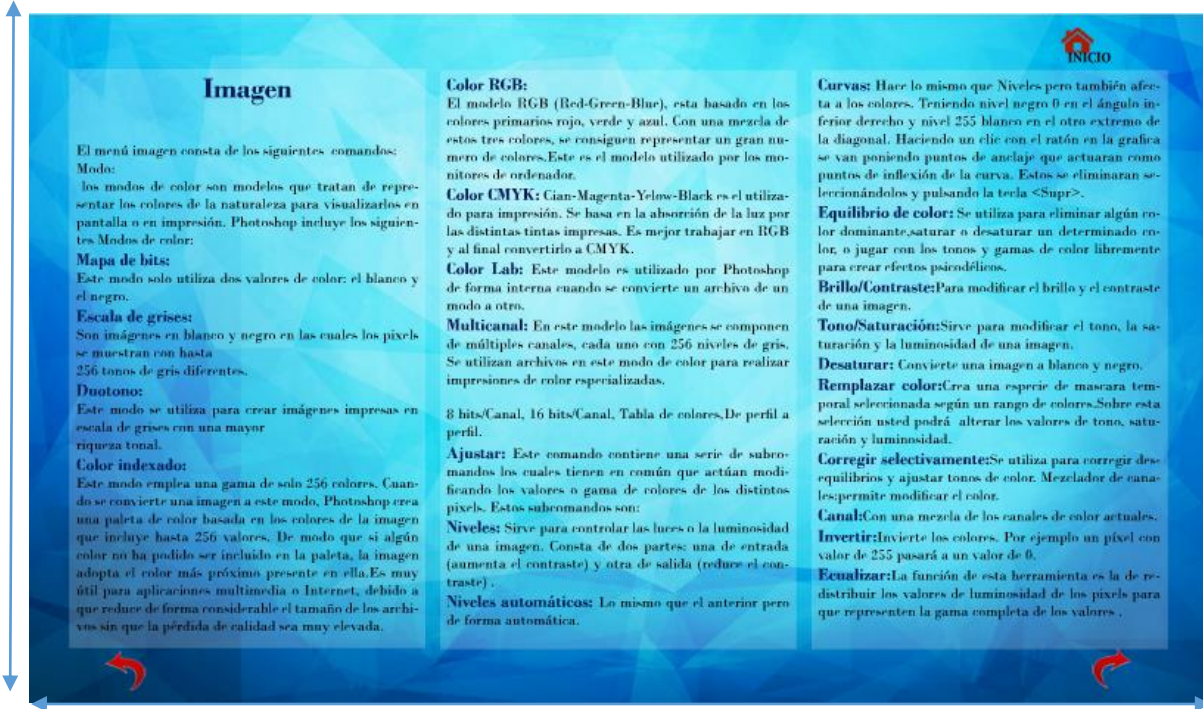 INICIO
Imagen
El menú imagen consta de los siguientes comandos:
Modo:
los modos de color son modelos que tratan de repre-
sentar los colores de la naturaleza para visualizarlos en
pantalla o en impresión. Photoshop incluye los siguien-
tes Modos de color:
Mapa de bits:
Este modo solo utiliza dos valores de color: el blanco y
el negro.
Escala de grises:
Son imágenes en blanco y negro en las cuales los pixels
se muestran con hasta
256 tonos de gris diferentes.
Duotono:
Este modo se utiliza para crear imágenes impresas en
escala de grises con una mayor
riqueza tonal.
Color indexado:
Este modo emplea una gama de solo 256 colores. Cuan-
do se convierte una imagen a este modo, Photoshop crea
una paleta de color basada en los colores de la imagen
que incluye hasta 256 valores. De modo que si algún
color no ha podido ser incluido en la paleta, la imagen
adopta el color más próximo presente en ella.Es muy
útil para aplicaciones multimedia o Internet, debido a
que reduce de forma considerable el tamaño de los archi-
vos sin que la pérdida de calidad sea muy elevada.
Color RGB:
El modelo RGB (Red-Green-Blue), esta basado en los
colores primarios rojo, verde y azul. Con una mezcla de
estos tres colores, se consiguen representar un gran nu-
mero de colores.Este es el modelo utilizado por los mo-
nitores de ordenador.
Color CMYK: Cian-Magenta-Yelow-Black es el utiliza-
do para impresión. Se basa en la absorción de la luz por
las distintas tintas impresas. Es mejor trabajar en RGB
y al final convertirlo a CMYK.
Color Lab: Este modelo es utilizado por Photoshop
de forma interna cuando se convierte un archivo de un
modo a otro.
Multicanal: En este modelo las imágenes se componen
de múltiples canales, cada uno con 256 niveles de gris.
Se utilizan archivos en este modo de color para realizar
impresiones de color especializadas.
8 bits/Canal, 16 bits/Canal, Tabla de colores,De perfil a
perfil.
Ajustar: Este comando contiene una serie de subco-
mandos los cuales tienen en común que actúan modi-
ficando los valores o gama de colores de los distintos
pixels. Estos subcomandos son:
Niveles: Sirve para controlar las luces o la luminosidad
de una imagen. Consta de dos partes: una de entrada
(aumenta el contraste) y otra de salida (reduce el con-
traste) .
Niveles automáticos: Lo mismo que el anterior pero
de forma automática.
Curvas: Hace lo mismo que Niveles pero también afec-
ta a los colores. Teniendo nivel negro 0 en el ángulo in-
ferior derecho y nivel 255 blanco en el otro extremo de
la diagonal. Haciendo un clic con el ratón en la grafica
se van poniendo puntos de anclaje que actuaran como
puntos de inflexión de la curva. Estos se eliminaran se-
leccionándolos y pulsando la tecla <Supr>.
Equilibrio de color: Se utiliza para eliminar algún co-
lor dominante,saturar o desaturar un determinado co-
lor, o jugar con los tonos y gamas de color libremente
para crear efectos psicodélicos.
Brillo/Contraste:Para modificar el brillo y el contraste
de una imagen.
Tono/Saturación:Sirve para modificar el tono, la sa-
turación y la luminosidad de una imagen.
Desaturar: Convierte una imagen a blanco y negro.
Remplazar color:Crea una especie de mascara tem-
poral seleccionada según un rango de colores.Sobre esta
selección usted podrá alterar los valores de tono, satu-
ración y luminosidad.
Corregir selectivamente:Se utiliza para corregir des-
equilibrios y ajustar tonos de color. Mezclador de cana-
les:permite modificar el color.
Canal:Con una mezcla de los canales de color actuales.
Invertir:Invierte los colores. Por ejemplo un píxel con
valor de 255 pasará a un valor de 0.
Ecualizar:La función de esta herramienta es la de re-
distribuir los valores de luminosidad de los pixels para
que representen la gama completa de los valores .